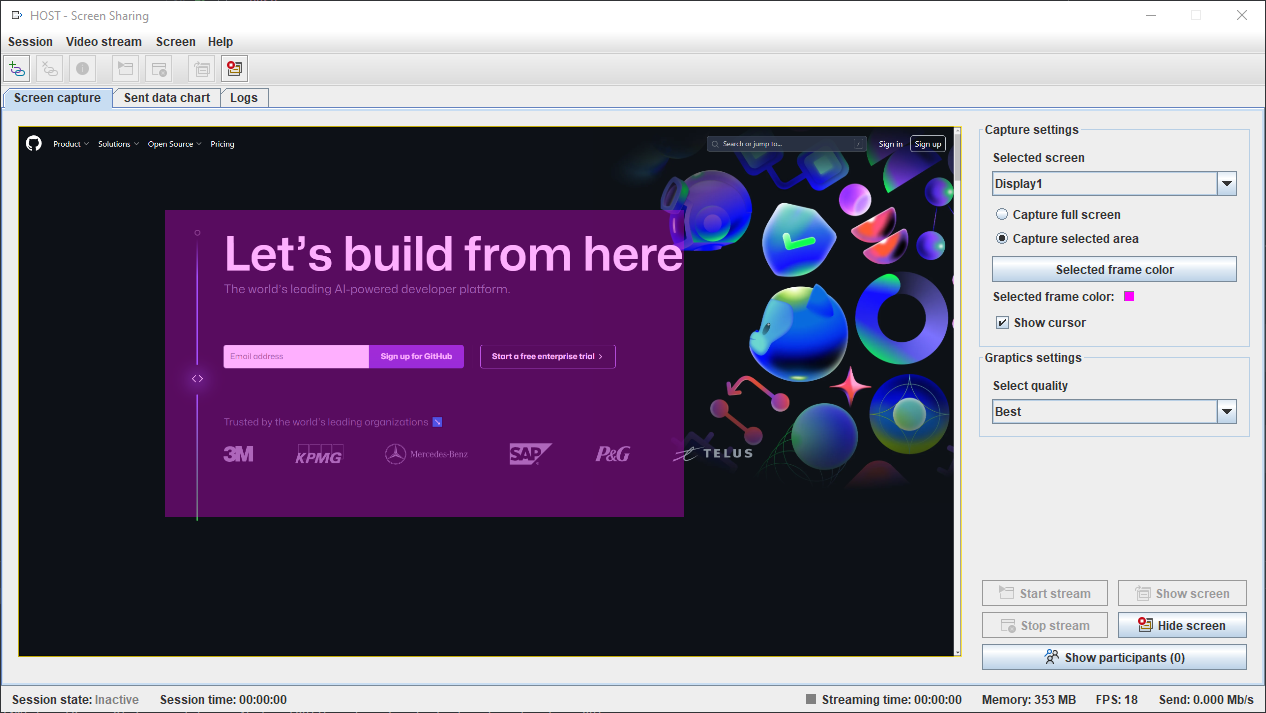 HOST - Screen Sharing
Session Video stream Screen Help
Screen capture Sent data chart Logs
Product Solutions Open Source Pricing Search or jump to... / Sign in Sign up
Let's build from here
The world's leading AI-powered developer platform.
Email address Sign up for GitHub Start a free enterprise trial
Trusted by the world's leading organizations
3M KPMG Mercedes-Benz SAP P&G TELUS
Capture settings
Selected screen
Display1
Capture full screen
Capture selected area
Selected frame color
Selected frame color:
Show cursor
Graptics settings
Select quality
Best
Start stream Show screen
Stop stream Hide screen
Show participants (0)
Session state: Inactive Session time: 00:00:00 Streaming time: 00:00:00 Memory: 353 MB FPS: 18 Send: 0.000 Mb/s